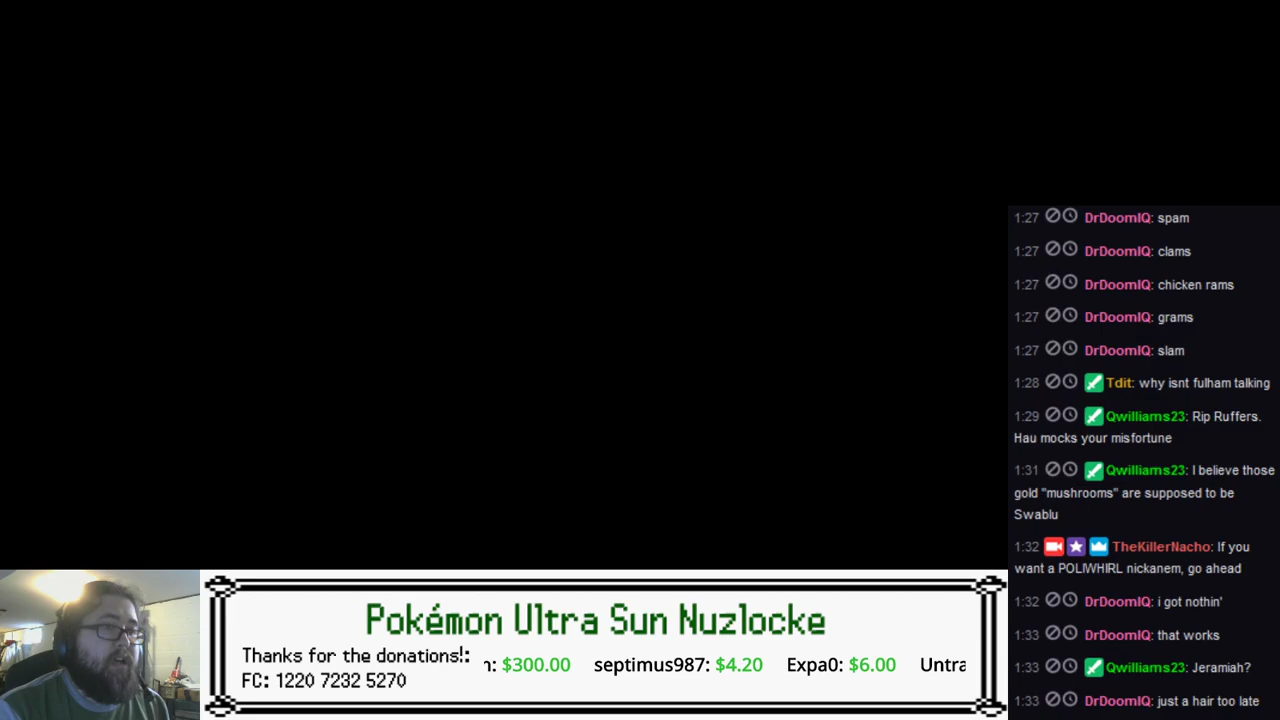 1:27 DrDoomIQ: spam
1:27 DrDoomIQ: clams
1:27 DrDoomIQ: chicken rams
1:27 DrDoomIQ: grams
1:27 DrDoomIQ: slam
1:28 Tdit: why isnt fulham talking
1:29 Qwilliams23: Rip Ruffers.
Hau mocks your misfortune
1:31 Qwilliams23: I believe those
gold "mushrooms" are supposed to be
Swablu
1:32 TheKillerNacho: If you
want a POLIWHIRL nickanem, go ahead
1:32 DrDoomIQ: i got nothin'
1:33 DrDoomIQ: that works
1:33 Qwilliams23: Jeramiah?
1:33 DrDoomIQ: just a hair too late
Pokémon Ultra Sun Nuzlocke
Thanks for the donations!:
n: $300.00 septimus987: $4.20 Expa0: $6.00 Untra
FC: 1220 7232 5270